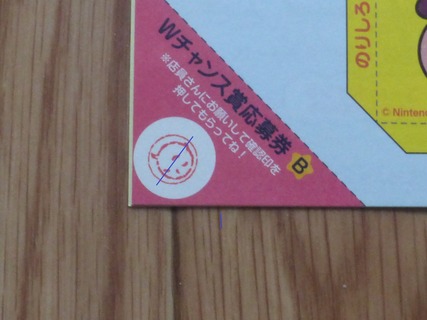 Wチャンス賞応募券 B
※店員さんにお願いして確認印を
押してもらってね！
のりしろ
© Ninten